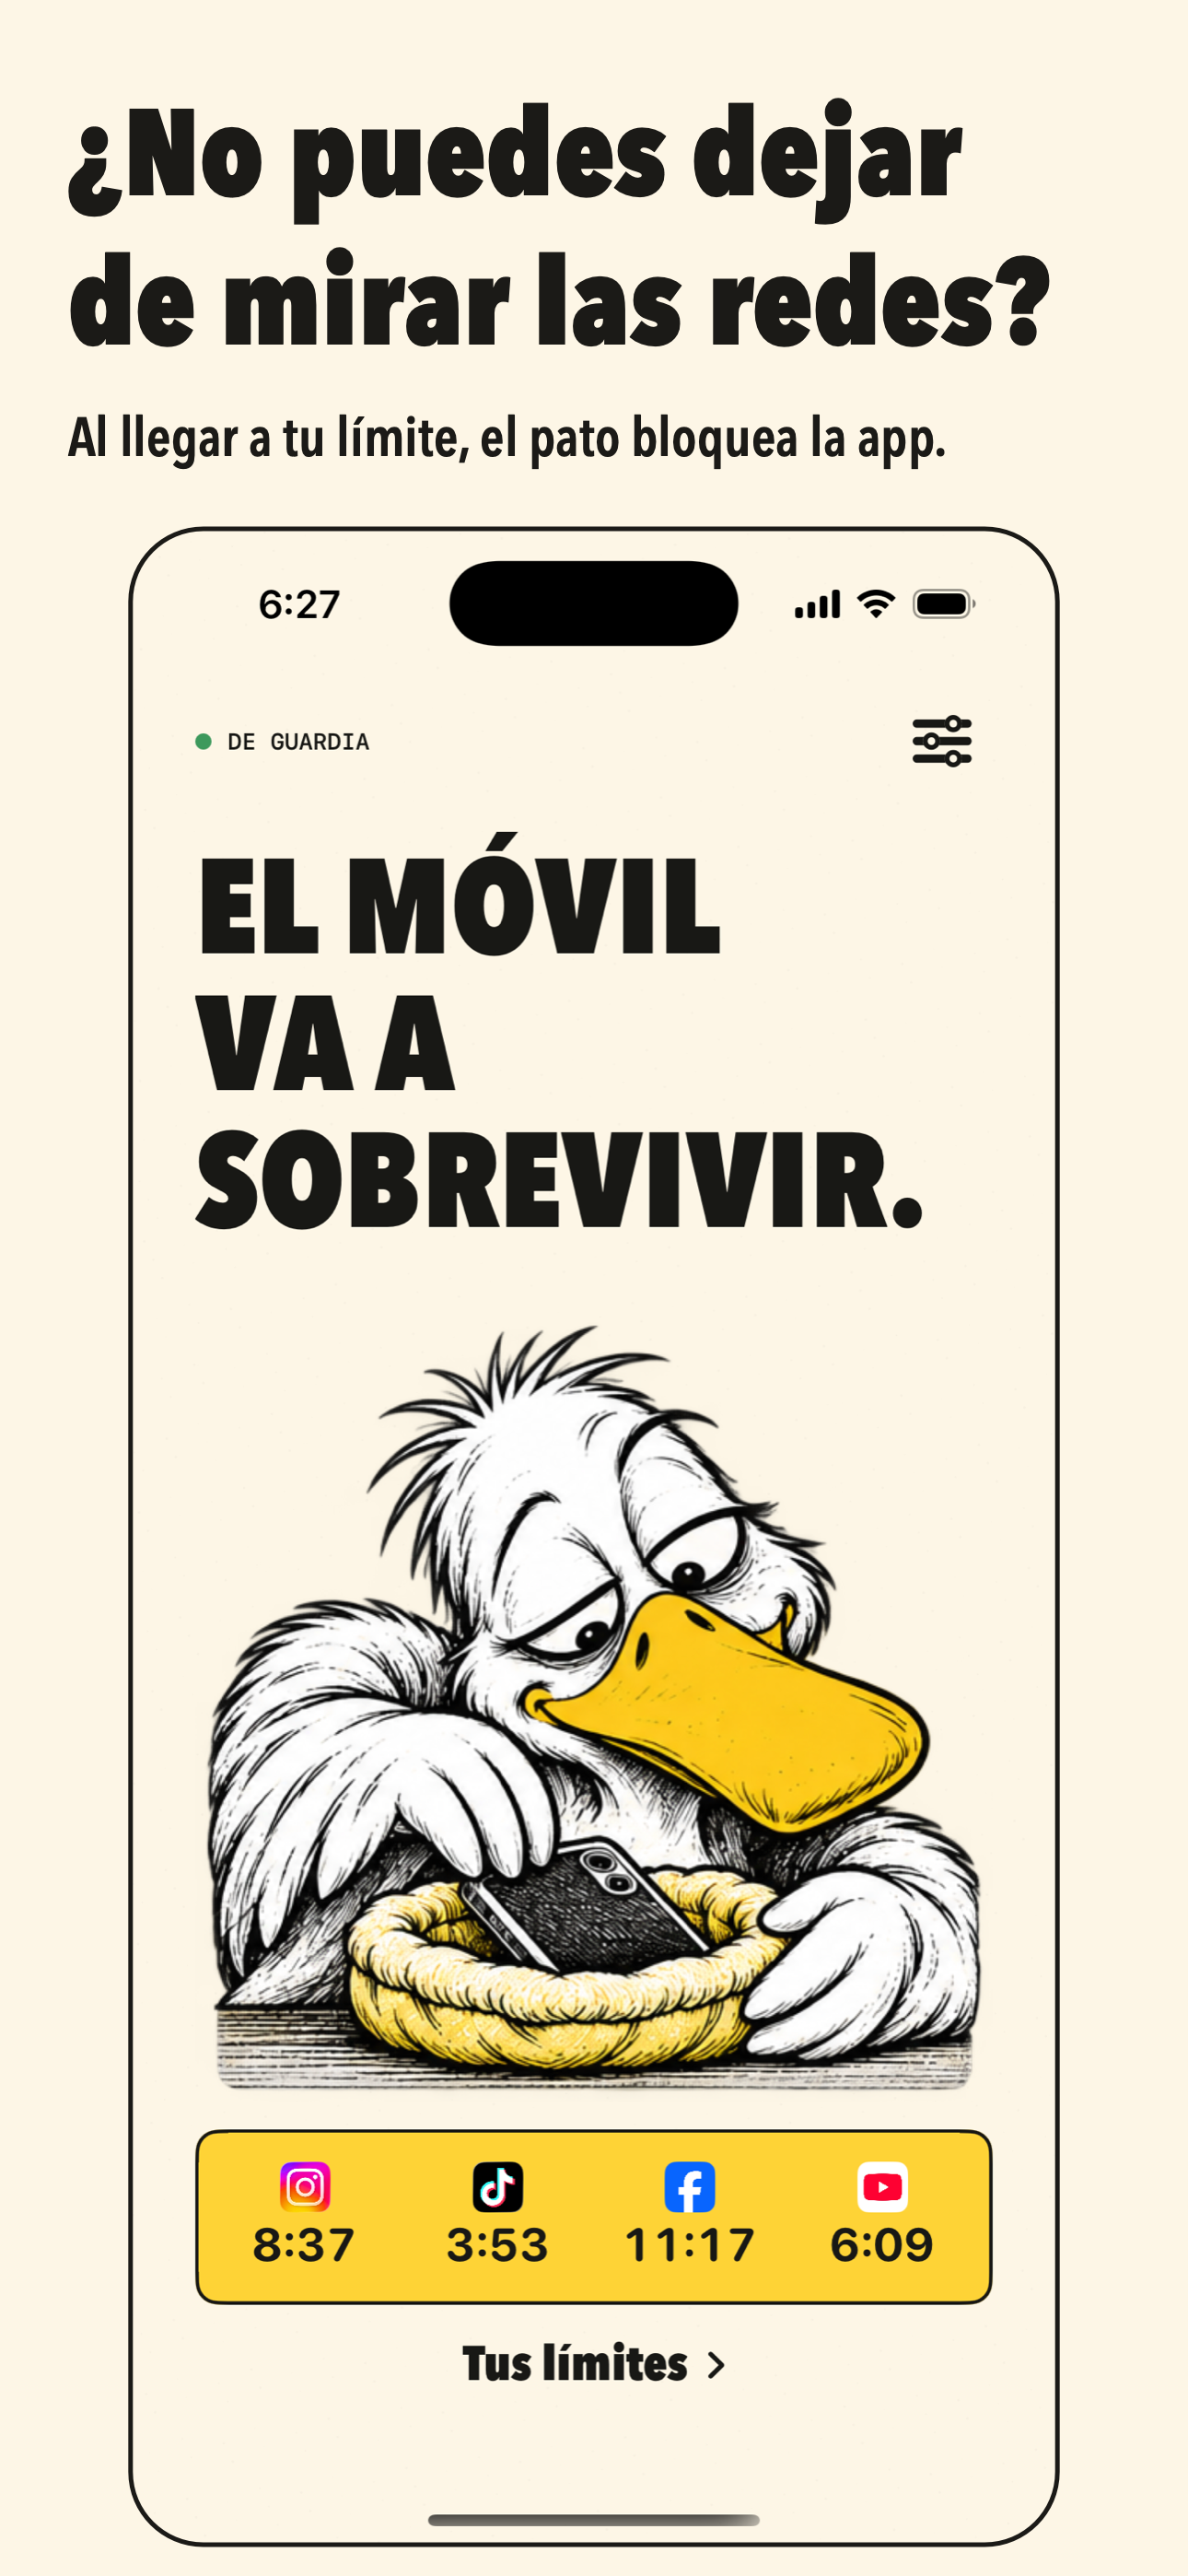 ¿No puedes dejar
de mirar las redes?
Al llegar a tu límite, el pato bloquea la app.
6:27
DE GUARDIA
EL MÓVIL
VA A
SOBREVIVIR.
8:37 3:53 11:17 6:09
Tus límites